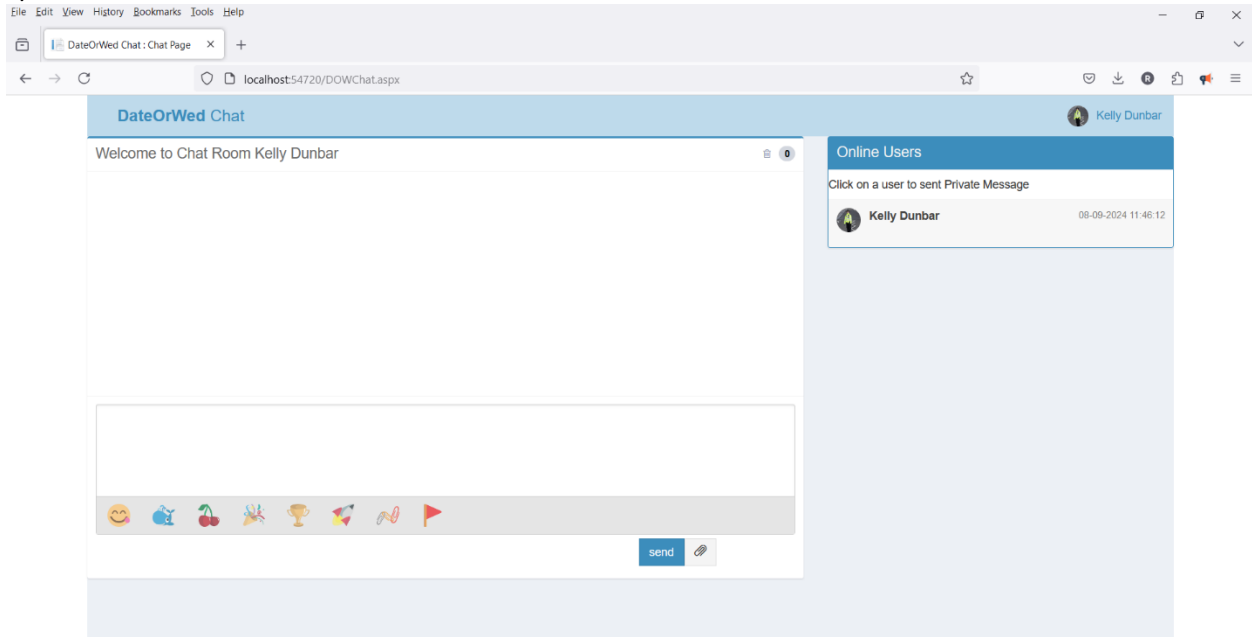 File Edit View History Bookmarks Tools Help
DateOrWed Chat : Chat Page
localhost:54720/DOWChat.aspx
DateOrWed Chat
Kelly Dunbar
Welcome to Chat Room Kelly Dunbar
0
Online Users
Click on a user to sent Private Message
Kelly Dunbar
08-09-2024 11:46:12
send